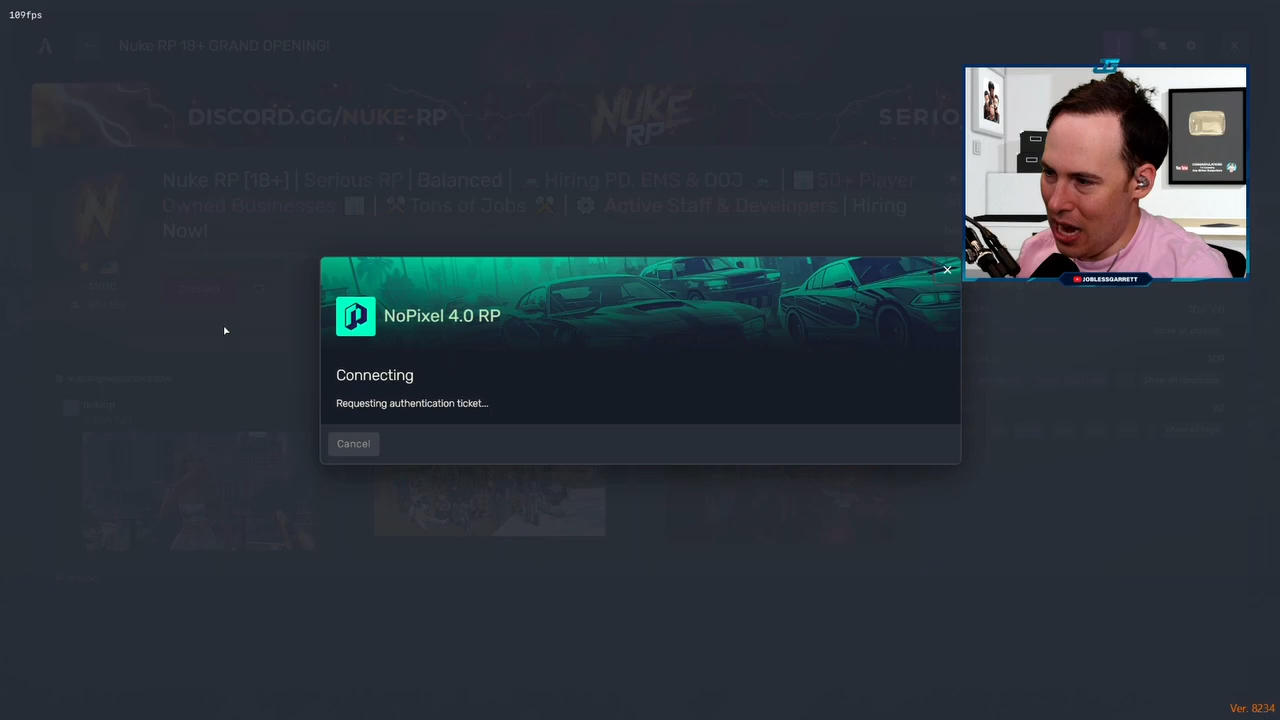 109fps
Nuke RP 18+ GRAND OPENING!
DISCORD.GG/NUKE-RP
NUKE
RP
SERIO
Nuke RP [18+] | Serious RP | Hiring PD, EMS & DOJ | 50+ Player
Owned Businesses | Tons of Jobs | Active Staff & Developers | Hiring
Now!
NoPixel 4.0 RP
Connecting
Requesting authentication ticket...
Cancel
JOBLESSGARRETT
Ver. 8234